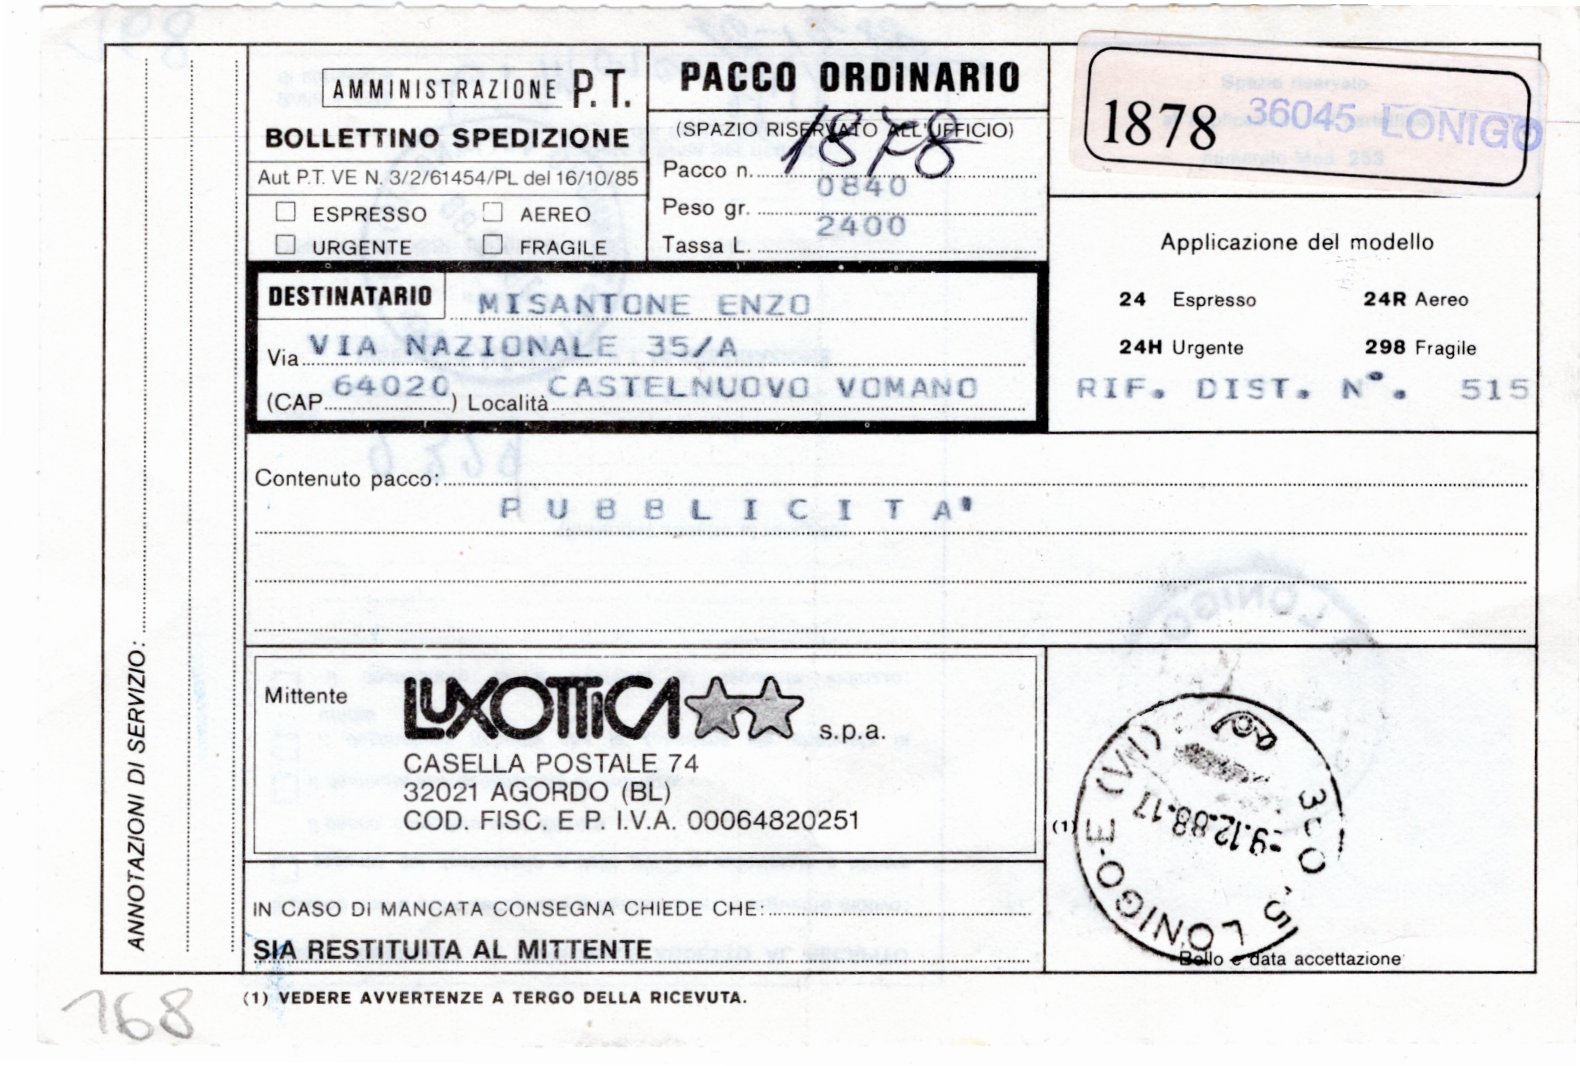 AMMINISTRAZIONE P.T.
BOLLETTINO SPEDIZIONE
Aut P.T. VE N. 3/2/61454/PL del 16/10/85
ESPRESSO AEREO
URGENTE FRAGILE
PACCO ORDINARIO
(SPAZIO RISERVATO ALL'UFFICIO)
1878
Pacco n.
0840
Peso gr.
2400
Tassa L.
1878 36045 LONIGO
Applicazione del modello
24 Espresso 24R Aereo
24H Urgente 298 Fragile
RIF. DIST. N°. 515
DESTINATARIO MISANTONE ENZO
Via VIA NAZIONALE 35/A
(CAP 64020 ) Località CASTELNUOVO VOMANO
Contenuto pacco:
PUBBLICITA'
ANNOTAZIONI DI SERVIZIO:
Mittente LUXOTTICA s.p.a.
CASELLA POSTALE 74
32021 AGORDO (BL)
COD. FISC. E P. I.V.A. 00064820251
IN CASO DI MANCATA CONSEGNA CHIEDE CHE:
SIA RESTITUITA AL MITTENTE
(1)
LONIGO-E (VI)
-9.12.88.17
Bollo e data accettazione
(1) VEDERE AVVERTENZE A TERGO DELLA RICEVUTA.
168